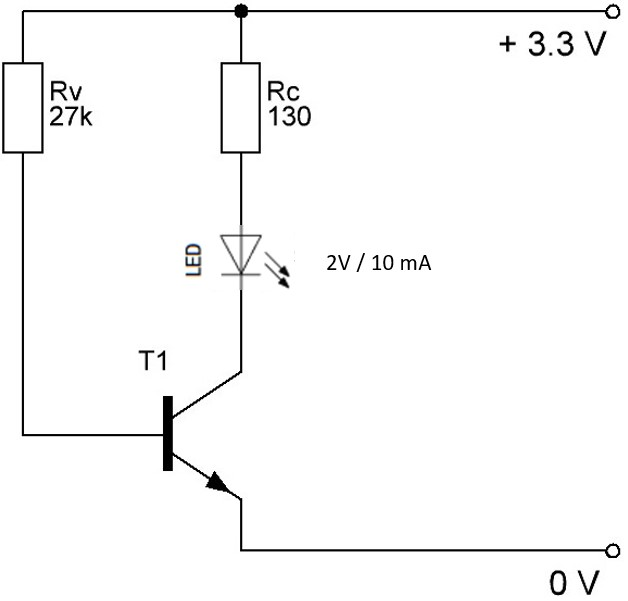 + 3.3 V
Rv
27k
Rc
130
LED
2V / 10 mA
T1
0 V